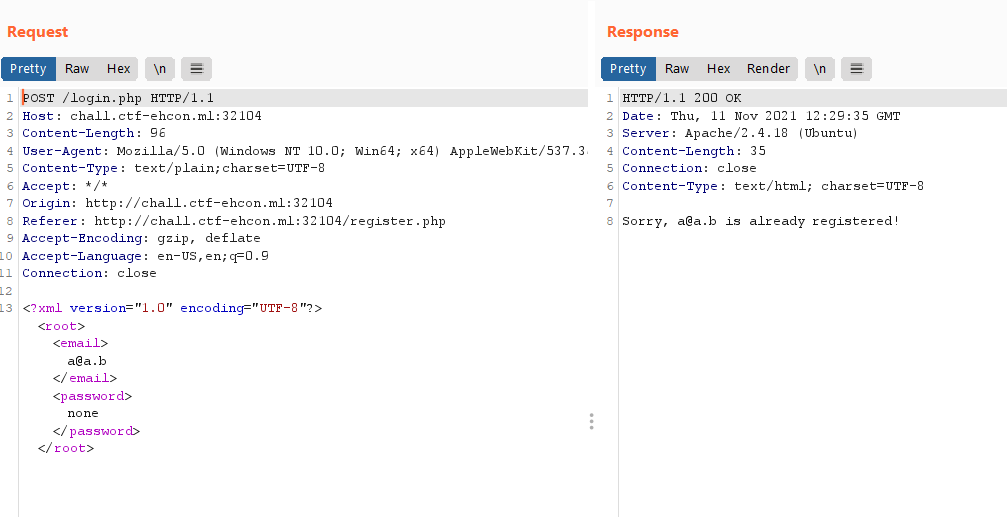 Request
Pretty Raw Hex \n
1 POST /login.php HTTP/1.1
2 Host: chall.ctf-ehcon.ml:32104
3 Content-Length: 96
4 User-Agent: Mozilla/5.0 (Windows NT 10.0; Win64; x64) AppleWebKit/537.3
5 Content-Type: text/plain;charset=UTF-8
6 Accept: */*
7 Origin: http://chall.ctf-ehcon.ml:32104
8 Referer: http://chall.ctf-ehcon.ml:32104/register.php
9 Accept-Encoding: gzip, deflate
10 Accept-Language: en-US,en;q=0.9
11 Connection: close
12
13 <?xml version="1.0" encoding="UTF-8"?>
<root>
<email>
a@a.b
</email>
<password>
none
</password>
</root>
Response
Pretty Raw Hex Render \n
1 HTTP/1.1 200 OK
2 Date: Thu, 11 Nov 2021 12:29:35 GMT
3 Server: Apache/2.4.18 (Ubuntu)
4 Content-Length: 35
5 Connection: close
6 Content-Type: text/html; charset=UTF-8
7
8 Sorry, a@a.b is already registered!